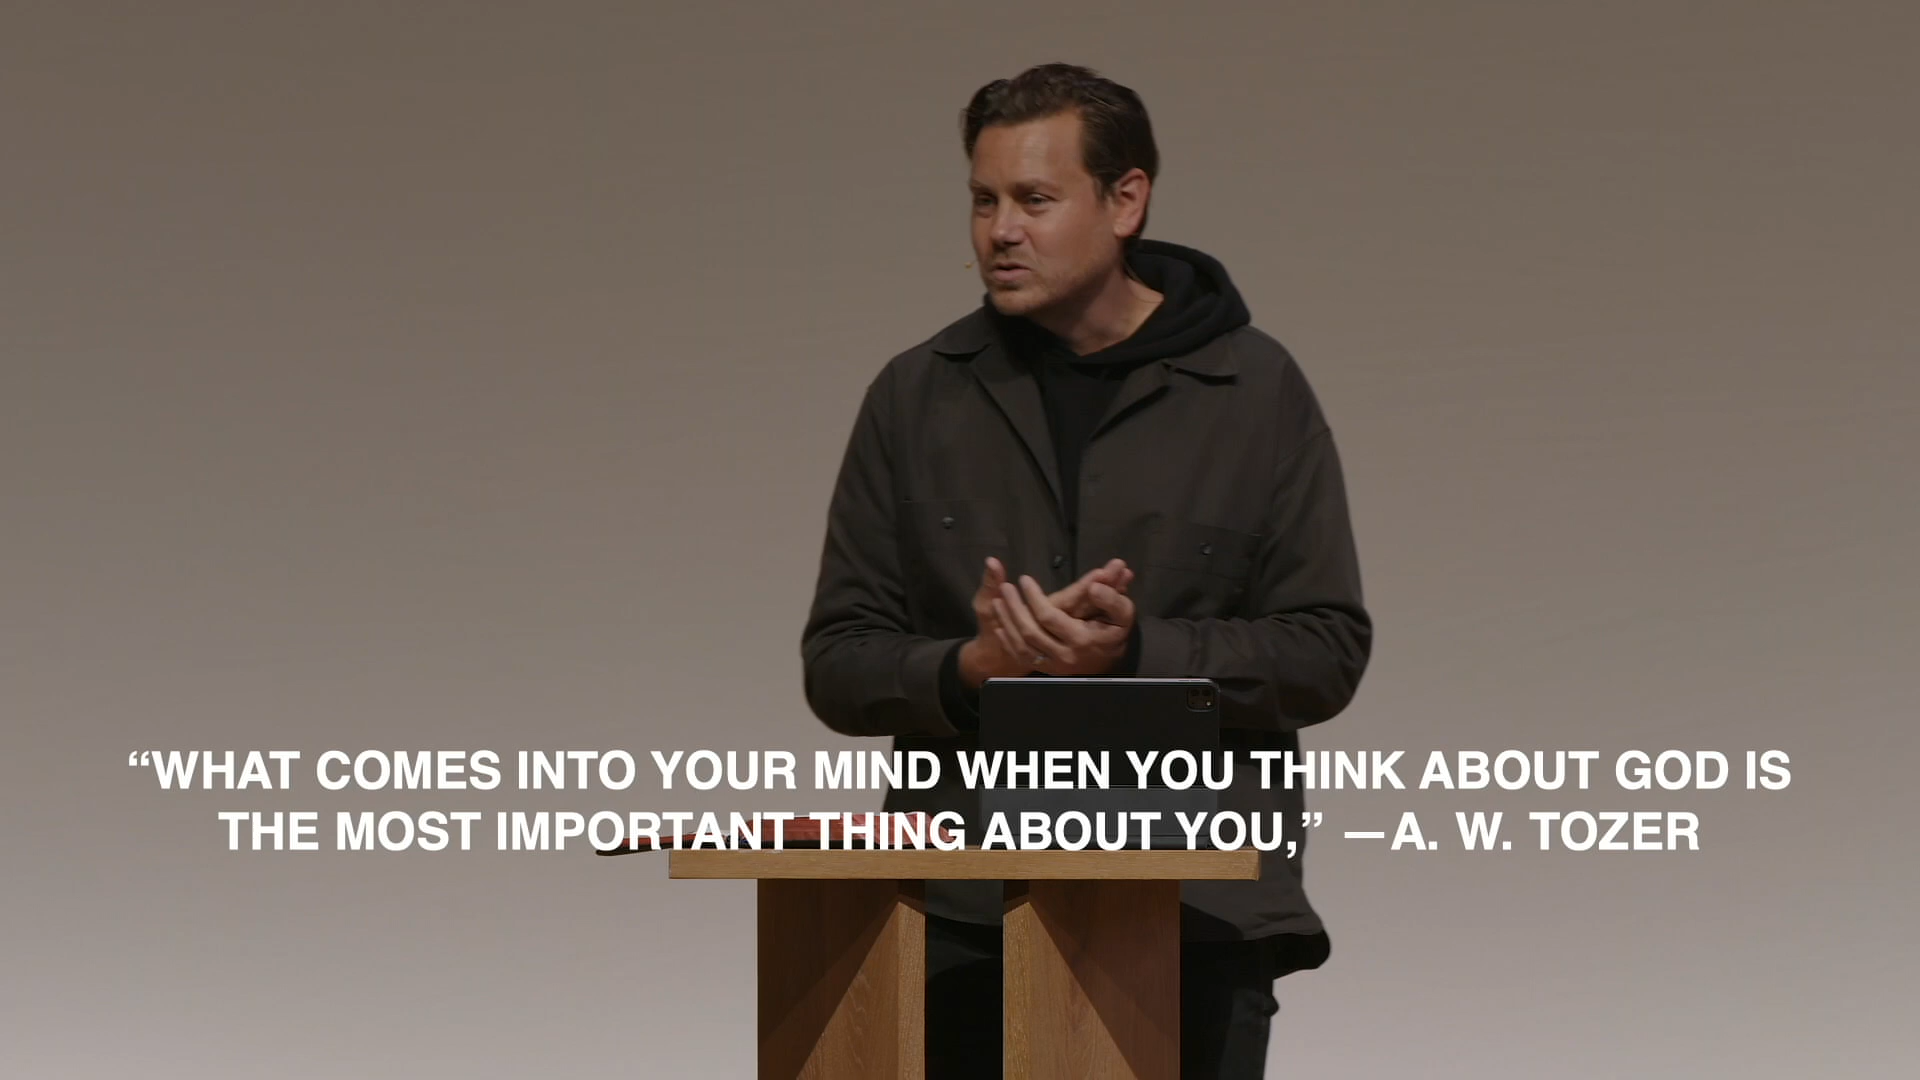 “WHAT COMES INTO YOUR MIND WHEN YOU THINK ABOUT GOD IS
THE MOST IMPORTANT THING ABOUT YOU,” —A. W. TOZER